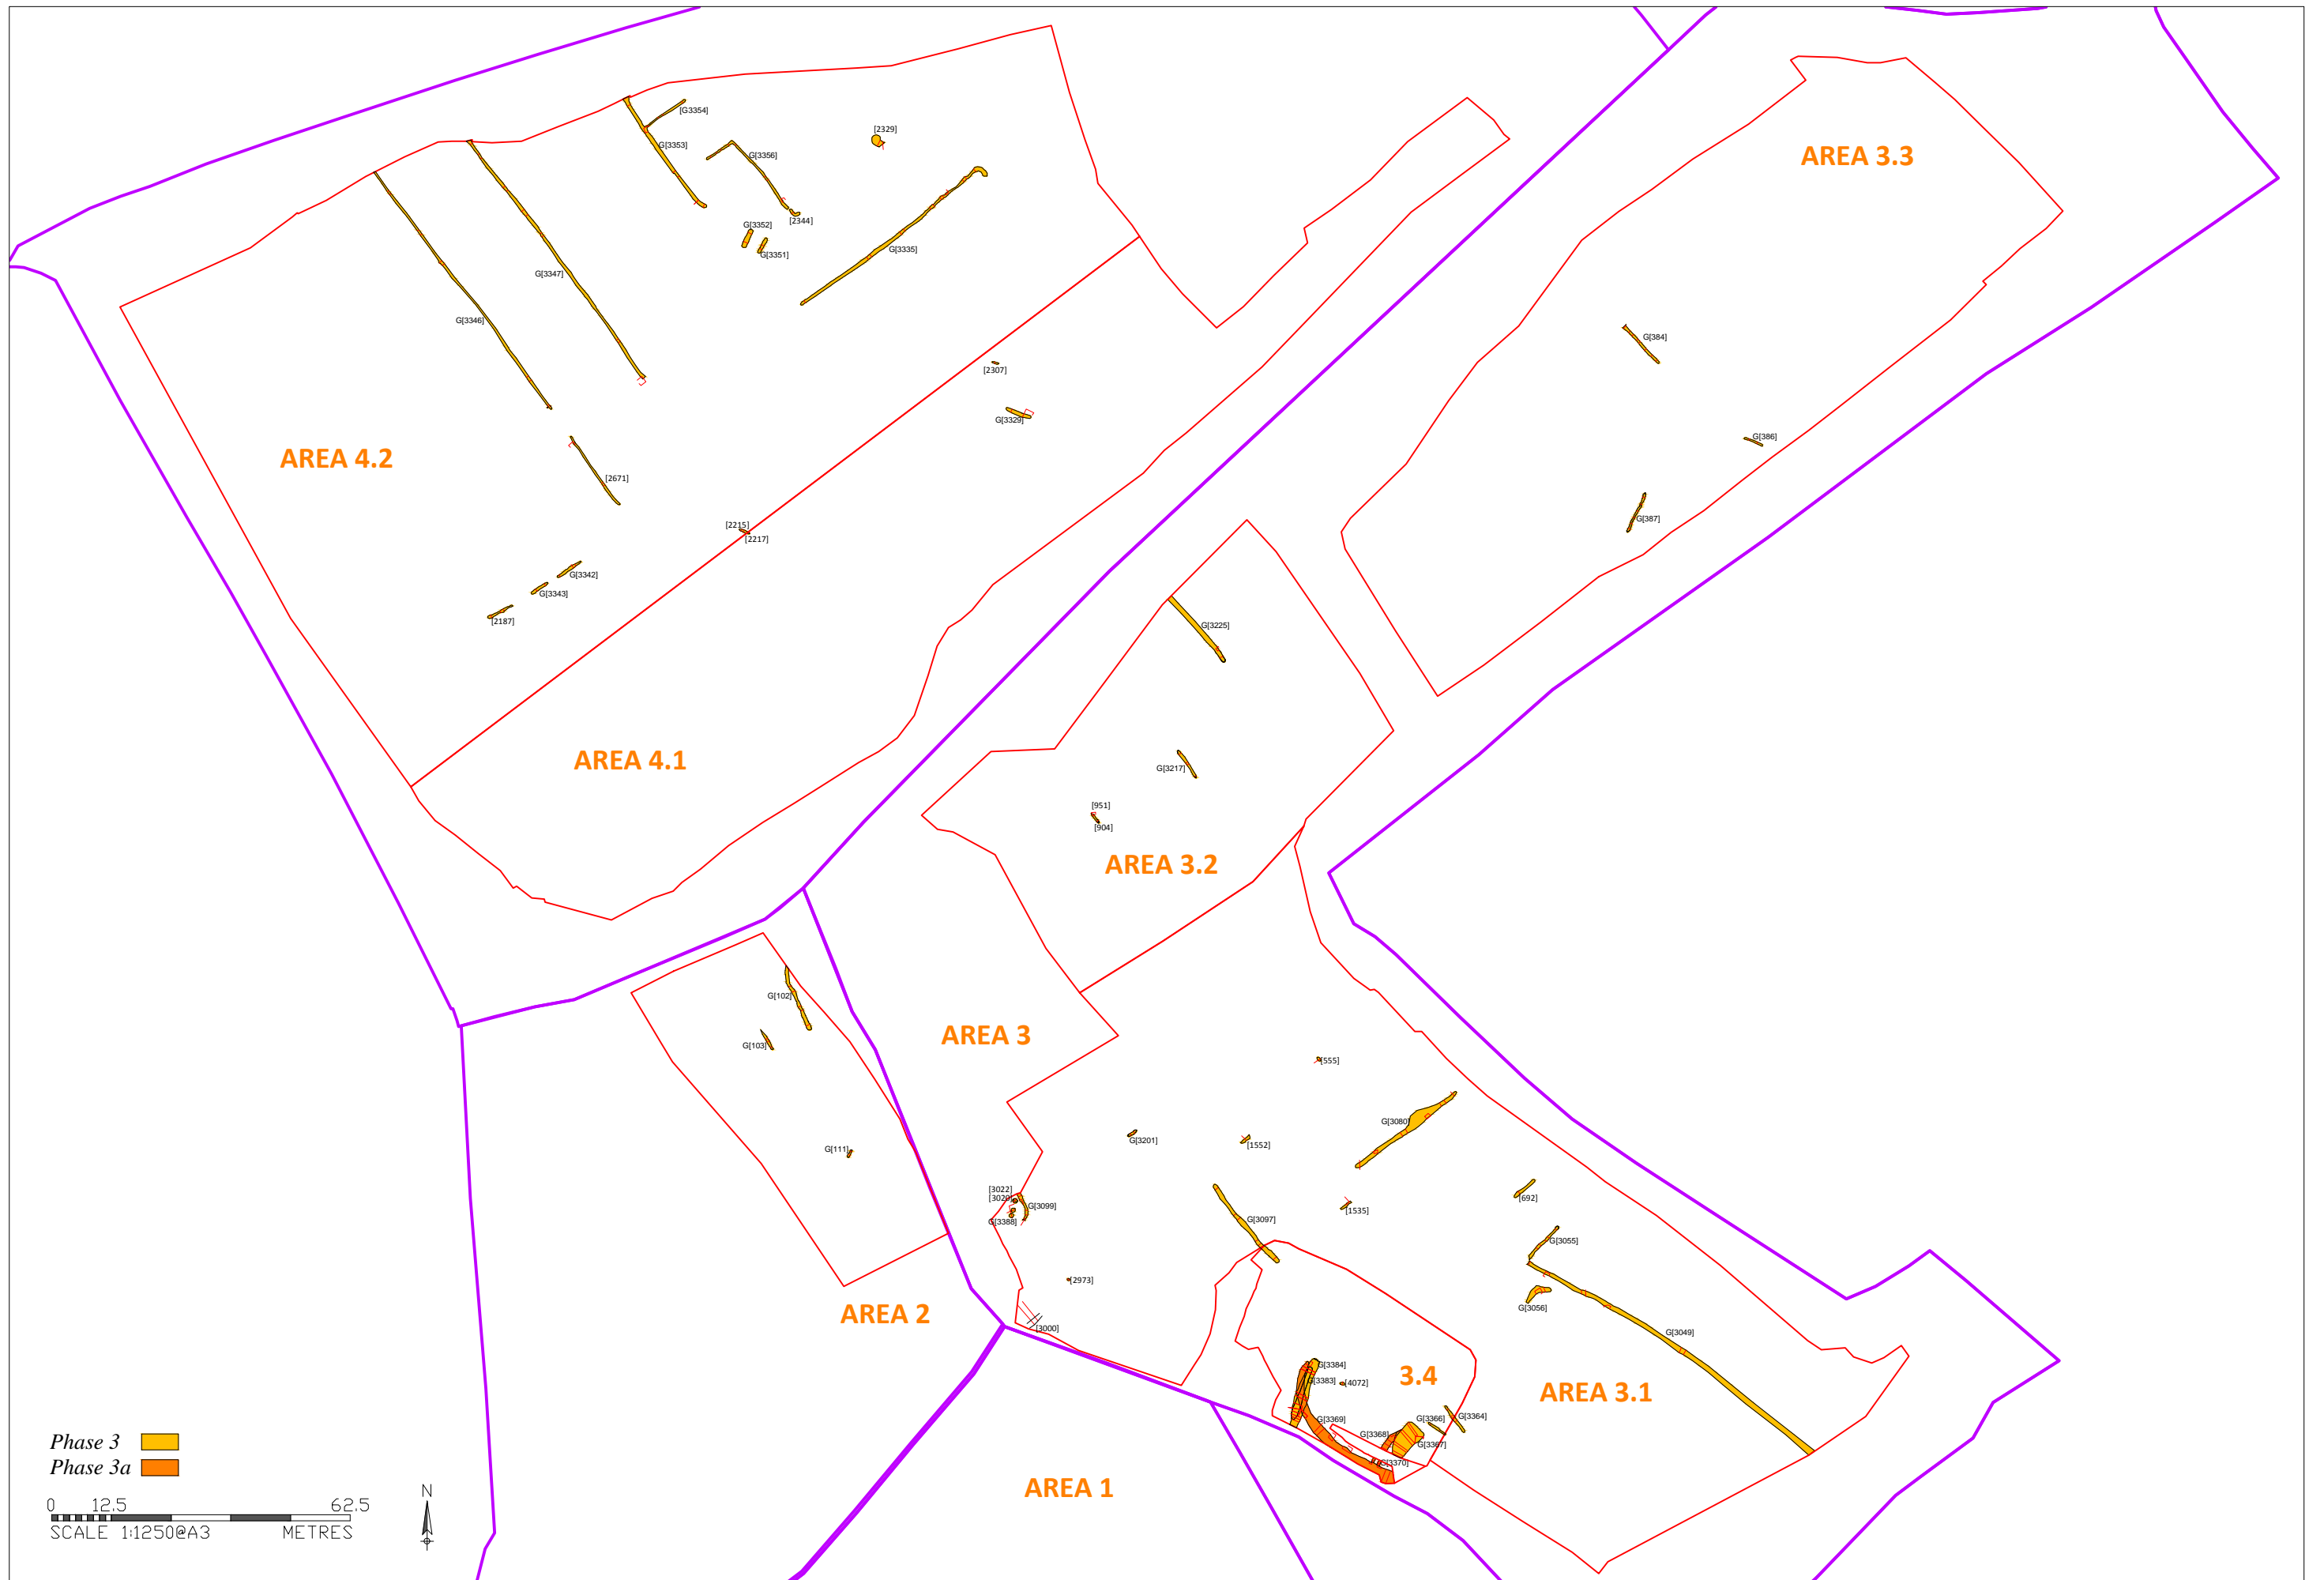 [G3354]
[2329]
G[3353]
G[3356]
AREA 3.3
[2344]
G[3352]
G[3335]
G[3351]
G[3347]
G[3346]
G[384]
[2307]
G[3329]
G[386]
AREA 4.2
[2671]
G[387]
[2215]
[2217]
G[3342]
G[3343]
[2187]
G[3225]
AREA 4.1
G[3217]
[951]
[904]
AREA 3.2
G[102]
AREA 3
G[103]
[555]
G[3080]
G[3201]
[1552]
G[111]
[3022]
[3020]
[692]
G[3099]
[1535]
G[3388]
G[3097]
G[3055]
[2973]
G[3056]
AREA 2
[3000]
G[3049]
G[3384]
3.4
G[3383]
[4072]
AREA 3.1
G[3369]
G[3366]
G[3364]
G[3368]
G[3367]
G[3370]
AREA 1
Phase 3
Phase 3a
0 12.5 62.5
SCALE 1:1250@A3 METRES
N